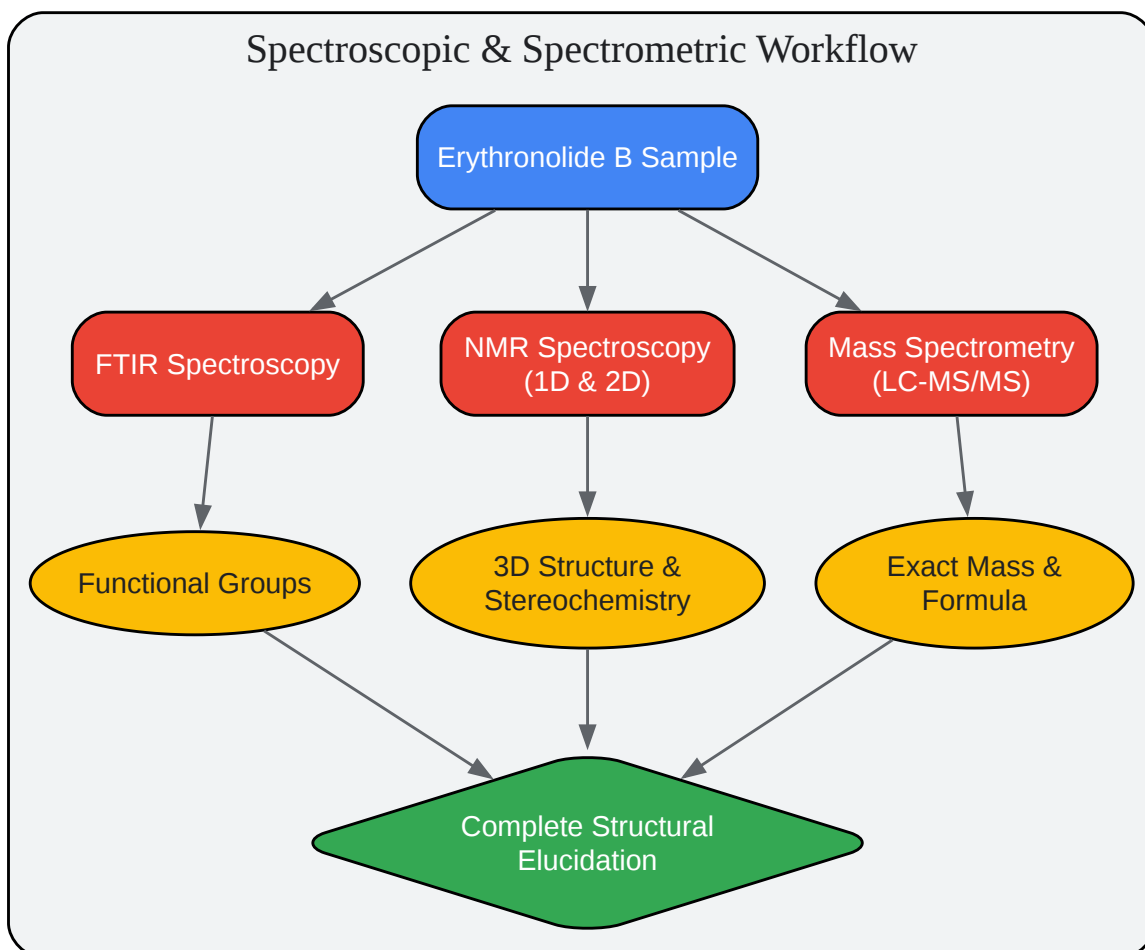 Spectroscopic & Spectrometric Workflow
Erythronolide B Sample
FTIR Spectroscopy
NMR Spectroscopy
(1D & 2D)
Mass Spectrometry
(LC-MS/MS)
Functional Groups
3D Structure &
Stereochemistry
Exact Mass &
Formula
Complete Structural
Elucidation